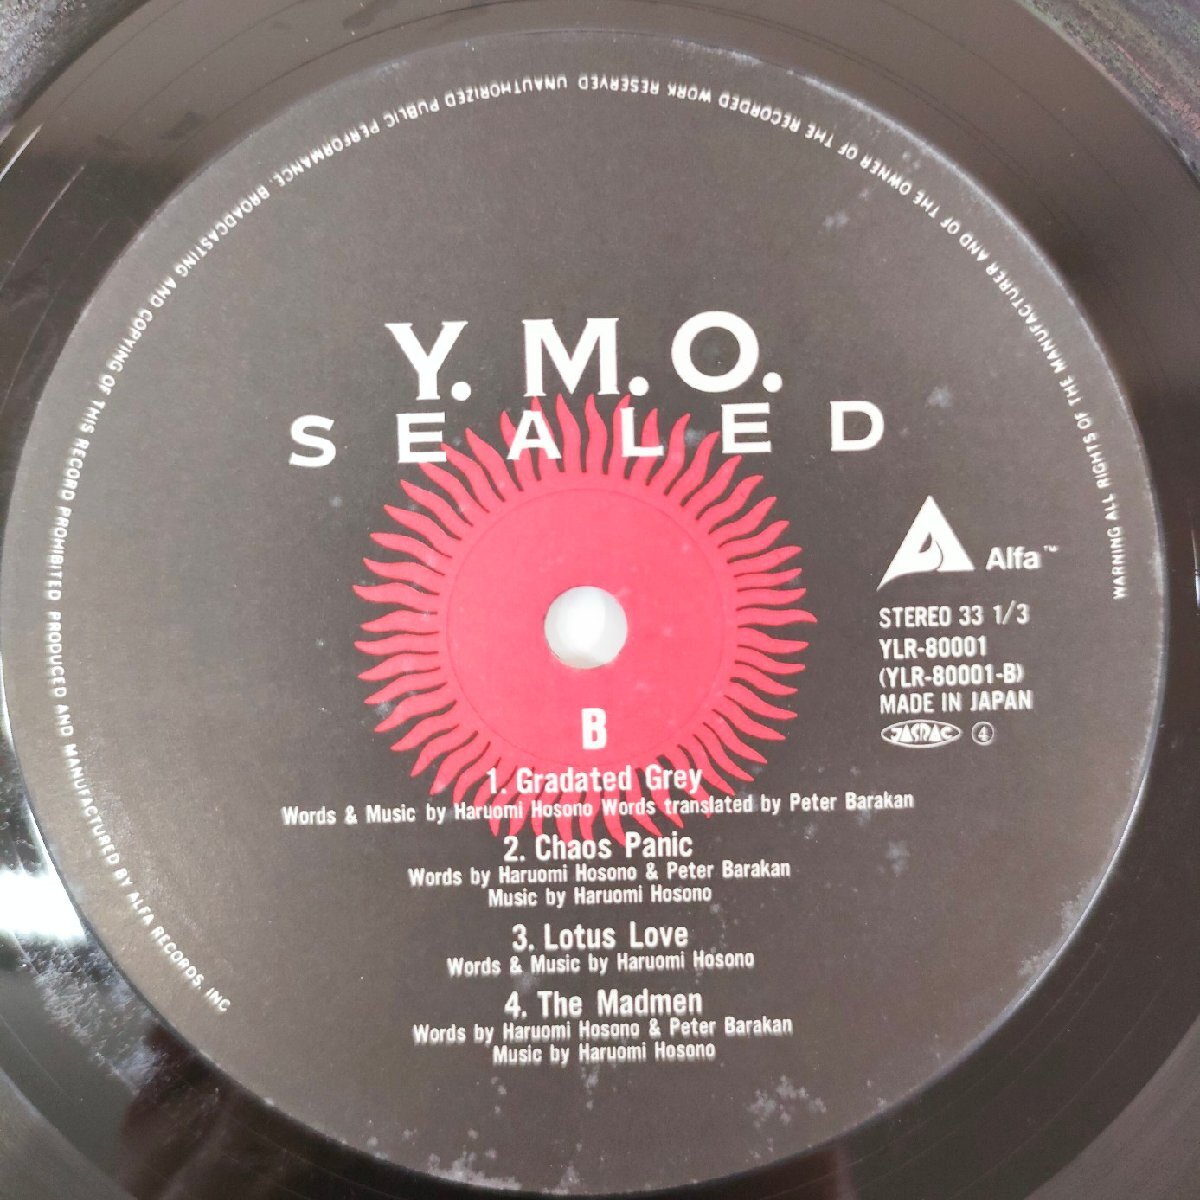 Y. M. O.
SEALED
Alfa™
STEREO 33 1/3
YLR-80001
(YLR-80001-B)
MADE IN JAPAN
JASRAC ④
B
1. Gradated Grey
Words & Music by Haruomi Hosono Words translated by Peter Barakan
2. Chaos Panic
Words by Haruomi Hosono & Peter Barakan
Music by Haruomi Hosono
3. Lotus Love
Words & Music by Haruomi Hosono
4. The Madmen
Words by Haruomi Hosono & Peter Barakan
Music by Haruomi Hosono
WARNING ALL RIGHTS OF THE MANUFACTURER AND OF THE OWNER OF THE RECORDED WORK RESERVED UNAUTHORIZED PUBLIC PERFORMANCE, BROADCASTING AND COPYING OF THIS RECORD PROHIBITED PRODUCED AND MANUFACTURED BY ALFA RECORDS, INC